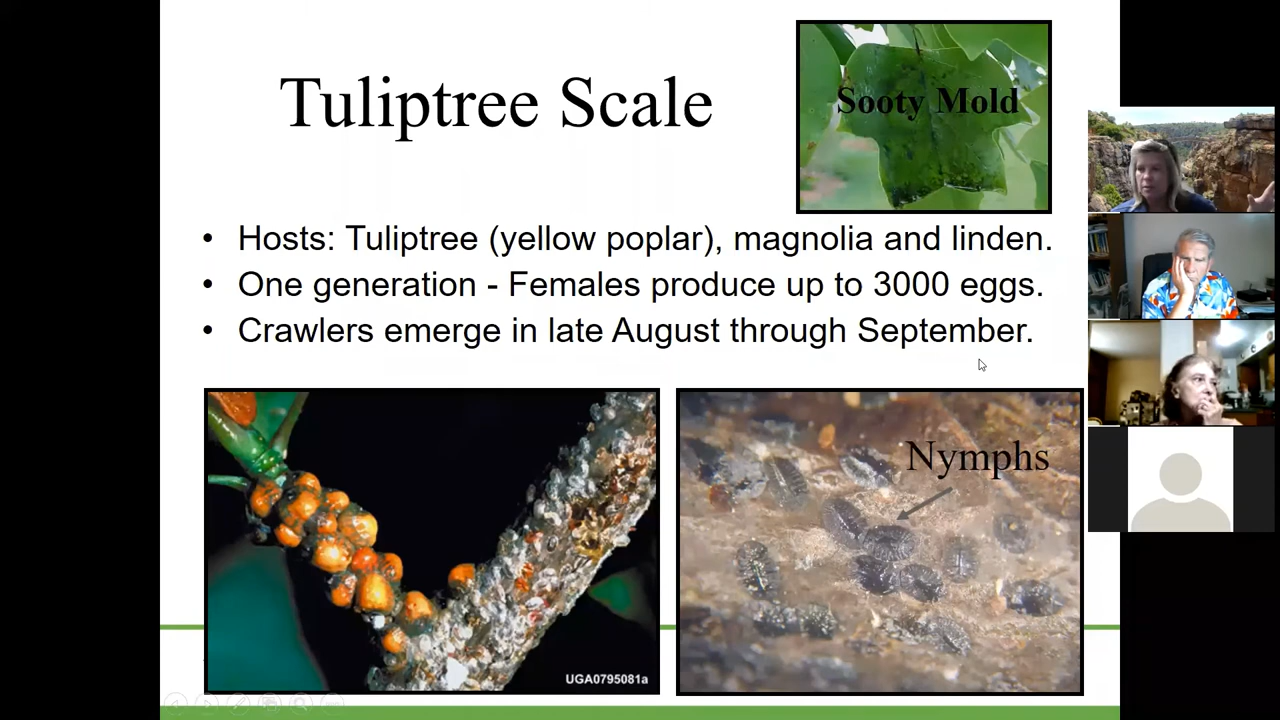 Tuliptree Scale
Sooty Mold
• Hosts: Tuliptree (yellow poplar), magnolia and linden.
• One generation - Females produce up to 3000 eggs.
• Crawlers emerge in late August through September.
Nymphs
UGA0795081a